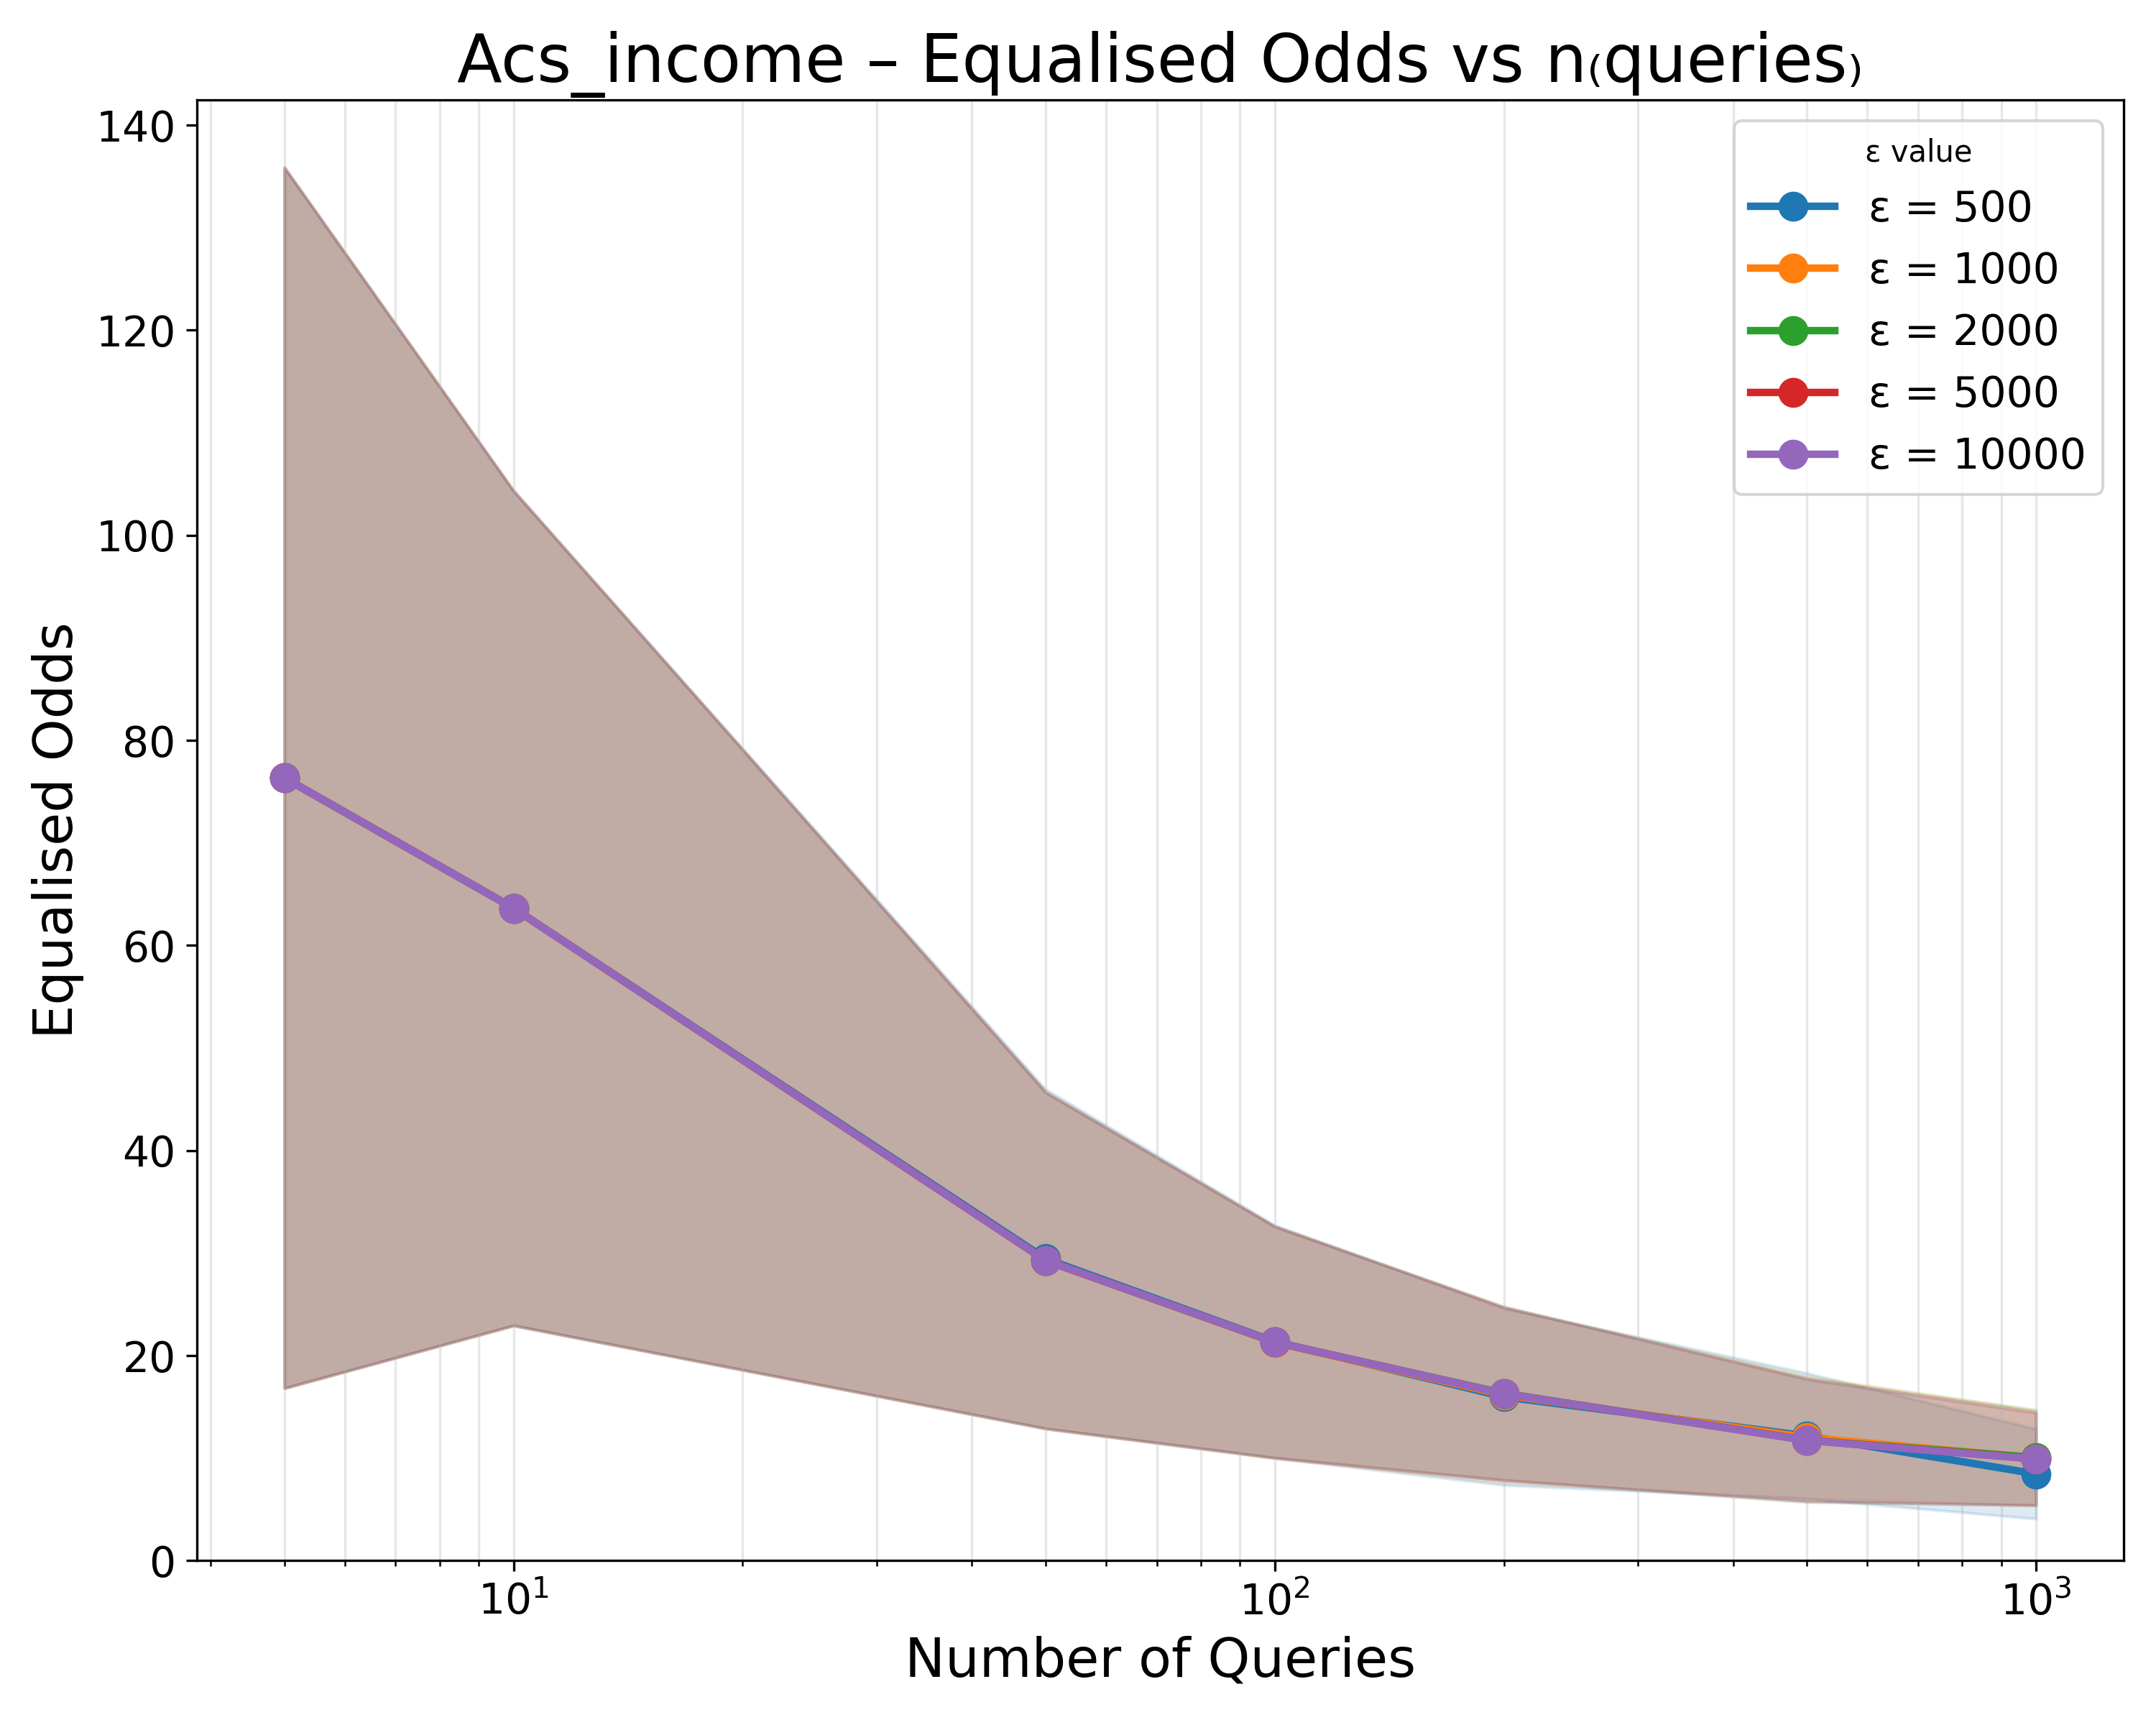 Acs_income – Equalised Odds vs n₍queries₎
ε value
ε = 500
ε = 1000
ε = 2000
ε = 5000
ε = 10000
Equalised Odds
140
120
100
80
60
40
20
0
10¹ 10² 10³
Number of Queries